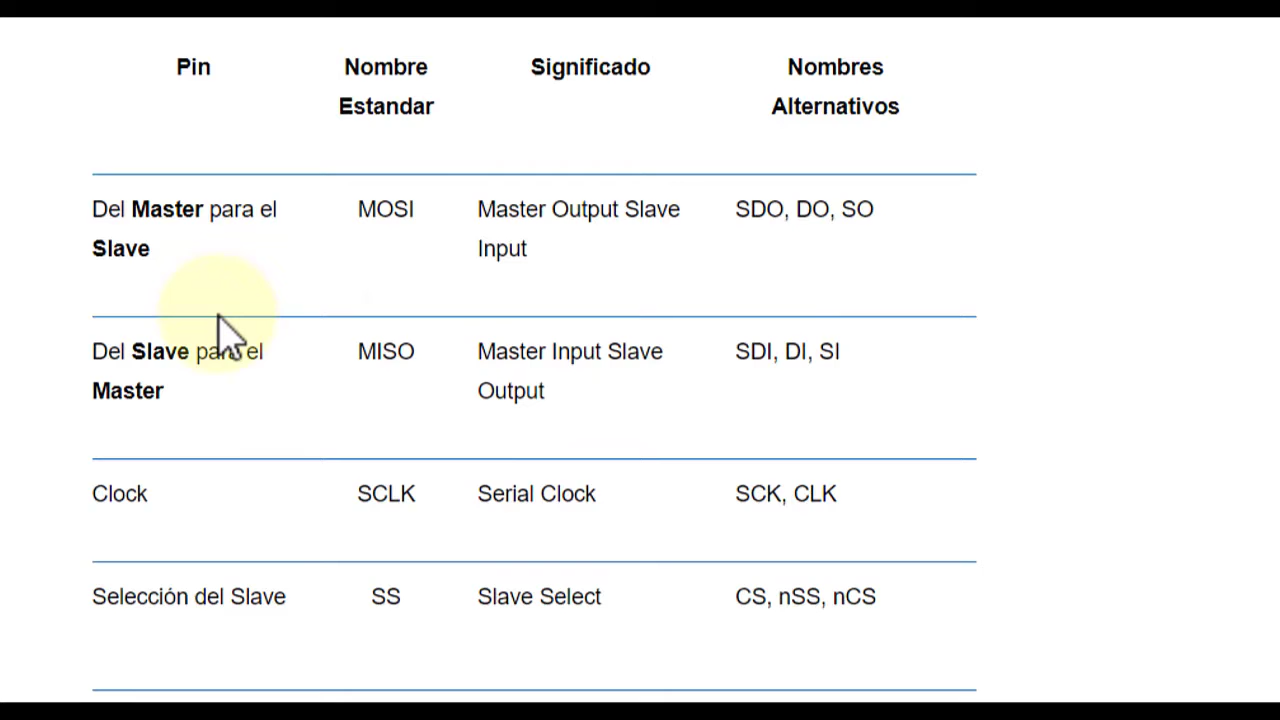 Pin Nombre Significado Nombres
Estandar Alternativos
Del Master para el MOSI Master Output Slave SDO, DO, SO
Slave Input
Del Slave para el MISO Master Input Slave SDI, DI, SI
Master Output
Clock SCLK Serial Clock SCK, CLK
Selección del Slave SS Slave Select CS, nSS, nCS